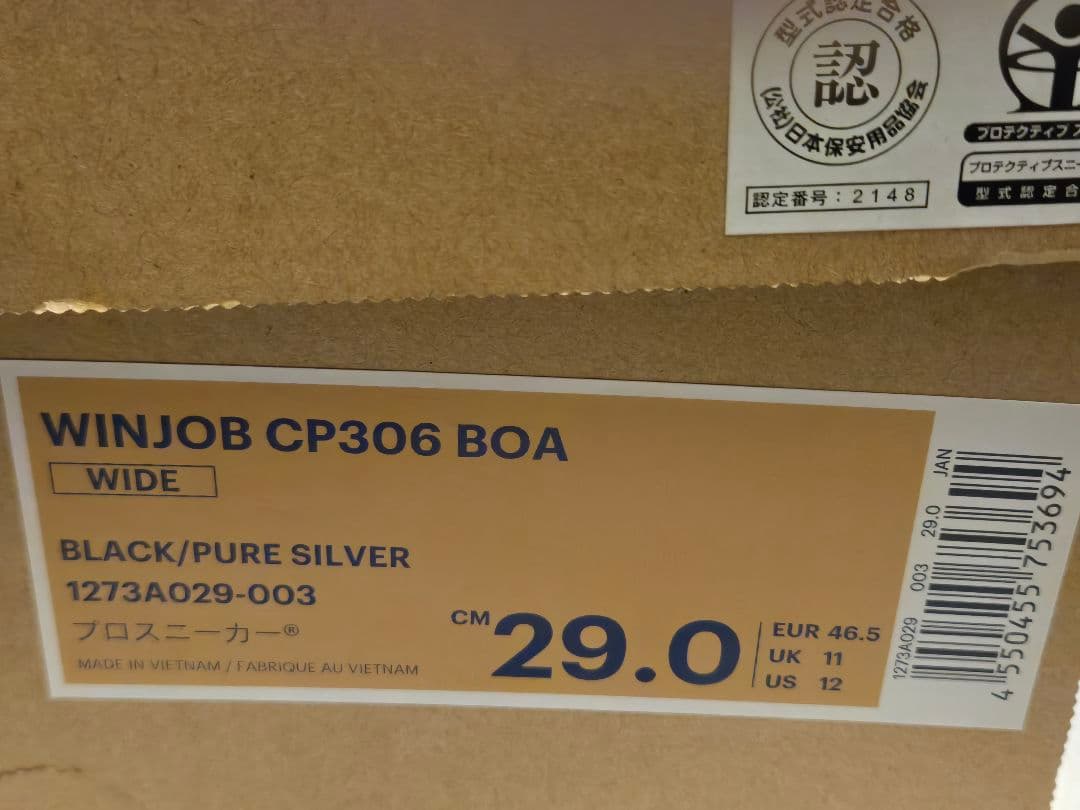 型式認定合格
認
(公社)日本保安用品協会
認定番号：2148
プロテクティブ
プロテクティブスニー
型式認定合
WINJOB CP306 BOA
WIDE
BLACK/PURE SILVER
1273A029-003
プロスニーカー®
MADE IN VIETNAM / FABRIQUE AU VIETNAM
CM 29.0
EUR 46.5
UK 11
US 12
1273A029 003 29.0 JAN
4550455753694